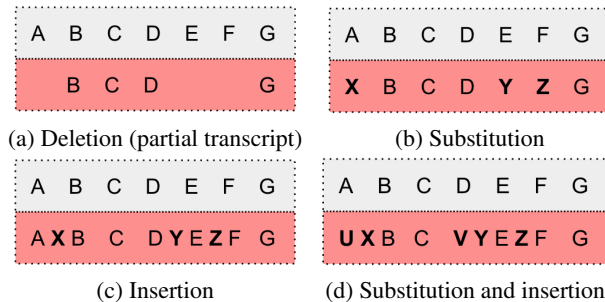 A B C D E F G
B C D G
(a) Deletion (partial transcript)
A B C D E F G
X B C D Y Z G
(b) Substitution
A B C D E F G
A X B C D Y E Z F G
(c) Insertion
A B C D E F G
U X B C V Y E Z F G
(d) Substitution and insertion